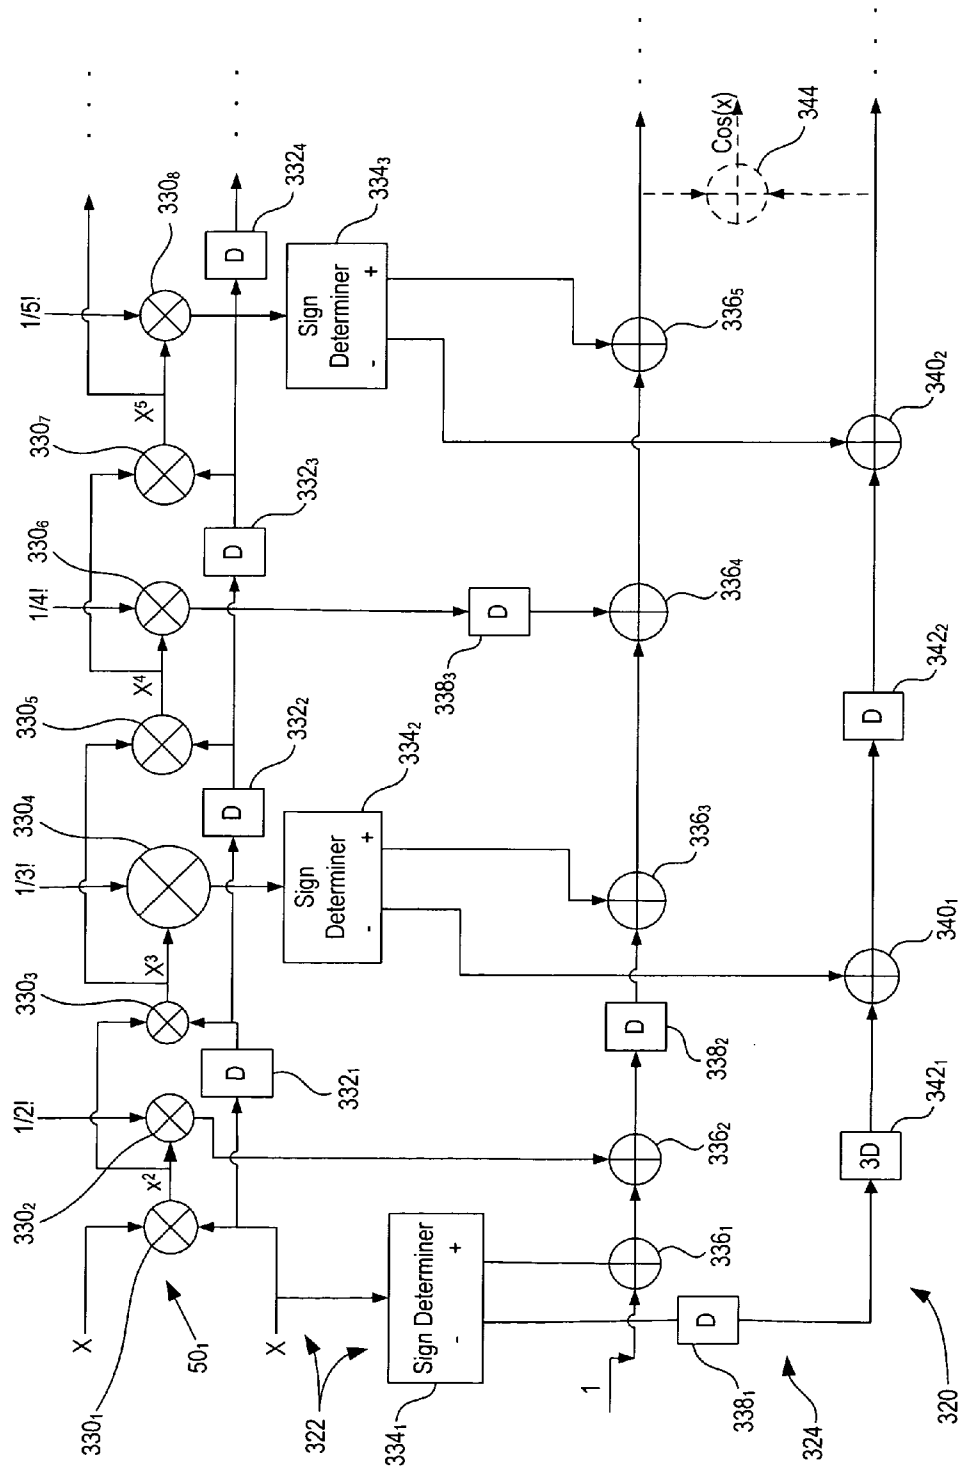 1/2!
1/3!
1/4!
1/5!
X
330₁
330₂
330₃
330₄
330₅
330₆
330₇
330₈
x²
X³
X⁴
X⁵
50₁
X
D
332₁
D
332₂
D
332₃
D
332₄
322
Sign Determiner
- +
334₁
Sign
Determiner
- +
334₂
Sign
Determiner
- +
334₃
1
336₁
336₂
D
338₂
336₃
D
338₃
336₄
336₅
D
338₁
Cos(x)
344
324
3D
342₁
340₁
D
342₂
340₂
320